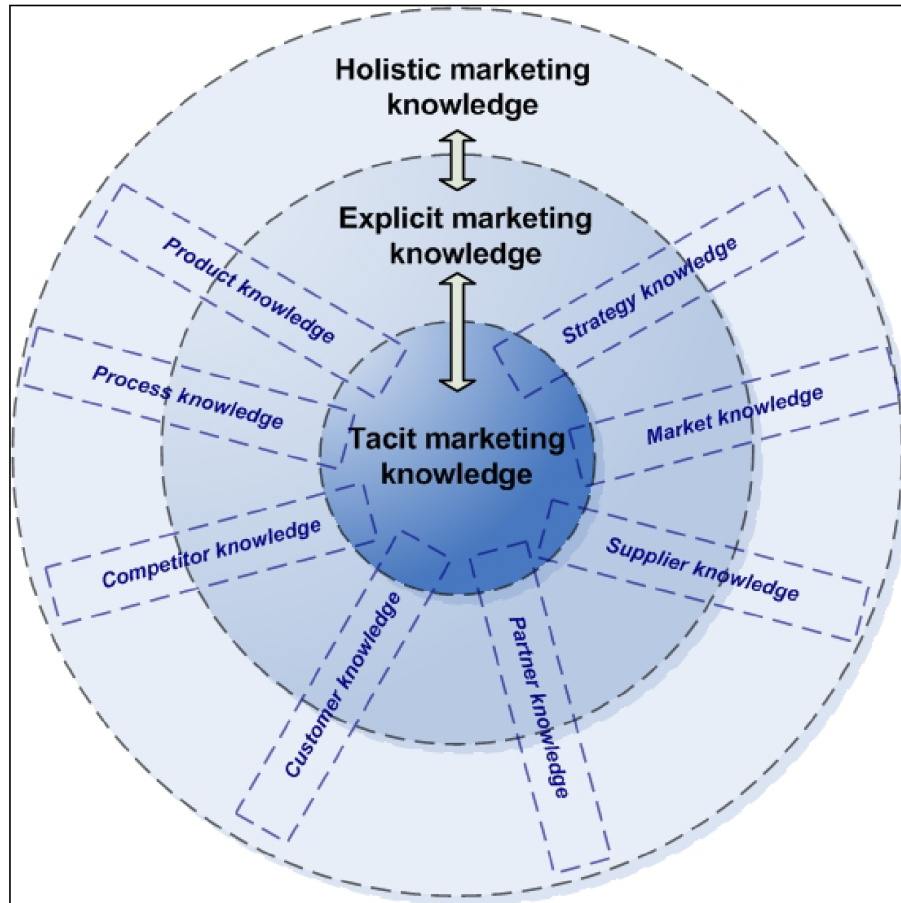 Holistic marketing
knowledge
Explicit marketing
knowledge
Tacit marketing
knowledge
Product knowledge
Process knowledge
Competitor knowledge
Customer knowledge
Partner knowledge
Supplier knowledge
Market knowledge
Strategy knowledge